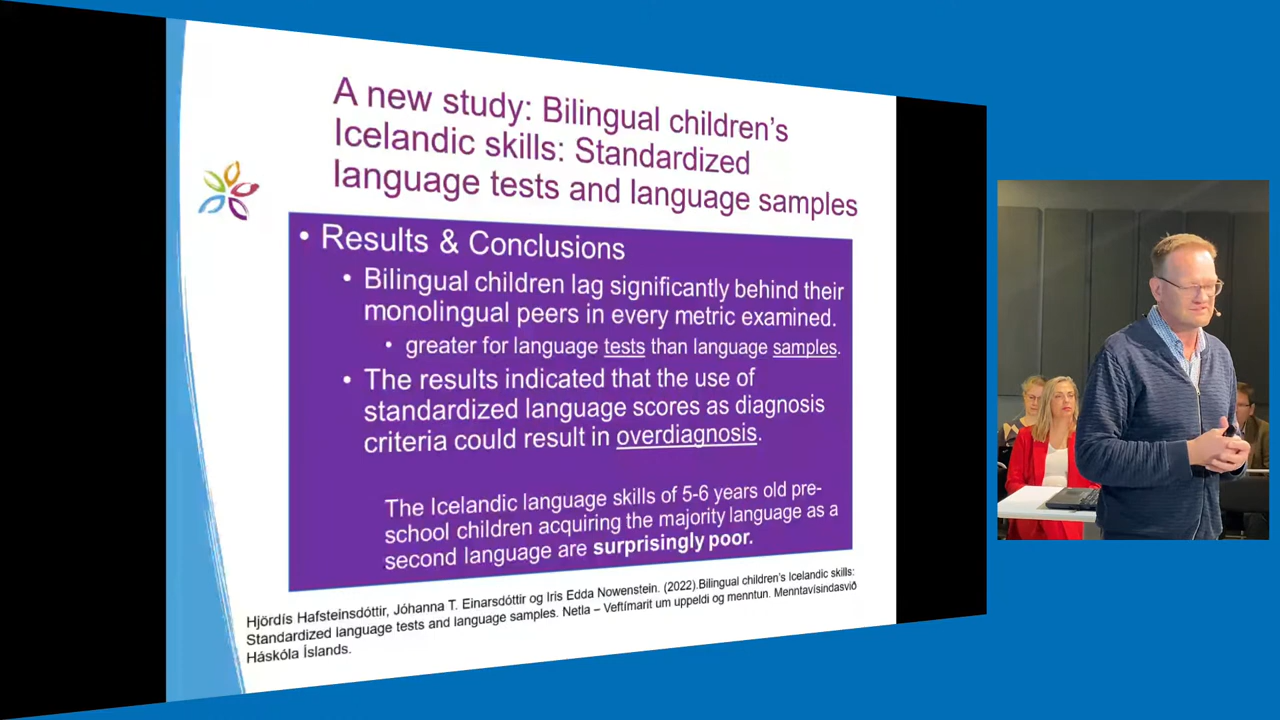 A new study: Bilingual children's
Icelandic skills: Standardized
language tests and language samples
• Results & Conclusions
• Bilingual children lag significantly behind their
monolingual peers in every metric examined.
• greater for language tests than language samples.
• The results indicated that the use of
standardized language scores as diagnosis
criteria could result in overdiagnosis.
The Icelandic language skills of 5-6 years old pre-
school children acquiring the majority language as a
second language are surprisingly poor.
Hjördís Hafsteinsdóttir, Jóhanna T. Einarsdóttir og Iris Edda Nowenstein. (2022).Bilingual children's Icelandic skills:
Standardized language tests and language samples. Netla – Veftímarit um uppeldi og menntun. Menntavísindasvið
Háskóla Íslands.